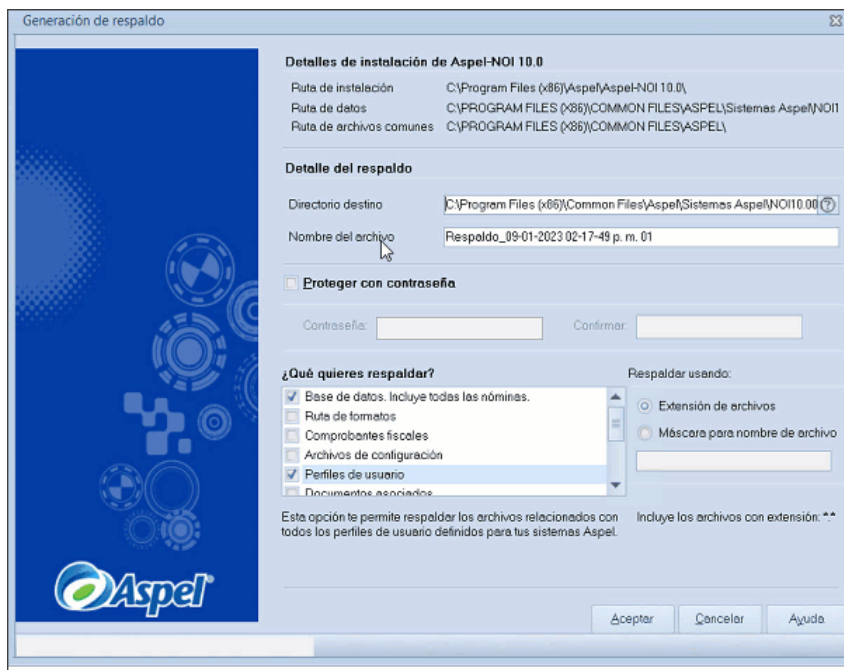 Generación de respaldo
Detalles de instalación de Aspel-NOI 10.0
Ruta de instalación C:\Program Files (x86)\Aspel\Aspel-NOI 10.0\
Ruta de datos C:\PROGRAM FILES (X86)\COMMON FILES\ASPEL\Sistemas Aspel\NOI1
Ruta de archivos comunes C:\PROGRAM FILES (X86)\COMMON FILES\ASPEL\
Detalle del respaldo
Directorio destino C:\Program Files (x86)\Common Files\Aspel\Sistemas Aspel\NOI10.00
Nombre del archivo Respaldo_09-01-2023 02-17-49 p. m. 01
Proteger con contraseña
Contraseña: Confirmar:
¿Qué quieres respaldar? Respaldar usando:
Base de datos. Incluye todas las nóminas.
Ruta de formatos Extensión de archivos
Comprobantes fiscales Máscara para nombre de archivo
Archivos de configuración
Perfiles de usuario
Documentos asociados
Esta opción te permite respaldar los archivos relacionados con Incluye los archivos con extensión: *.*
todos los perfiles de usuario definidos para tus sistemas Aspel.
Aspel
Aceptar Cancelar Ayuda